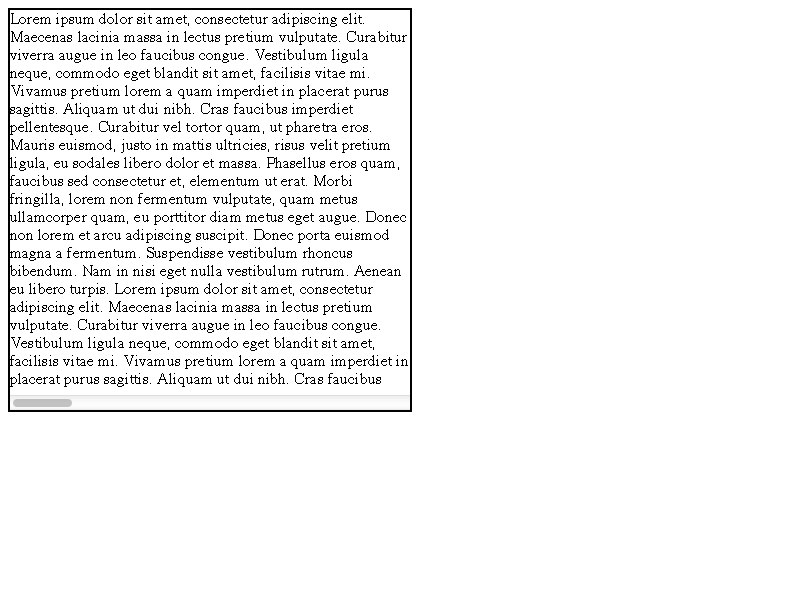 Lorem ipsum dolor sit amet, consectetur adipiscing elit.
Maecenas lacinia massa in lectus pretium vulputate. Curabitur
viverra augue in leo faucibus congue. Vestibulum ligula
neque, commodo eget blandit sit amet, facilisis vitae mi.
Vivamus pretium lorem a quam imperdiet in placerat purus
sagittis. Aliquam ut dui nibh. Cras faucibus imperdiet
pellentesque. Curabitur vel tortor quam, ut pharetra eros.
Mauris euismod, justo in mattis ultricies, risus velit pretium
ligula, eu sodales libero dolor et massa. Phasellus eros quam,
faucibus sed consectetur et, elementum ut erat. Morbi
fringilla, lorem non fermentum vulputate, quam metus
ullamcorper quam, eu porttitor diam metus eget augue. Donec
non lorem et arcu adipiscing suscipit. Donec porta euismod
magna a fermentum. Suspendisse vestibulum rhoncus
bibendum. Nam in nisi eget nulla vestibulum rutrum. Aenean
eu libero turpis. Lorem ipsum dolor sit amet, consectetur
adipiscing elit. Maecenas lacinia massa in lectus pretium
vulputate. Curabitur viverra augue in leo faucibus congue.
Vestibulum ligula neque, commodo eget blandit sit amet,
facilisis vitae mi. Vivamus pretium lorem a quam imperdiet in
placerat purus sagittis. Aliquam ut dui nibh. Cras faucibus